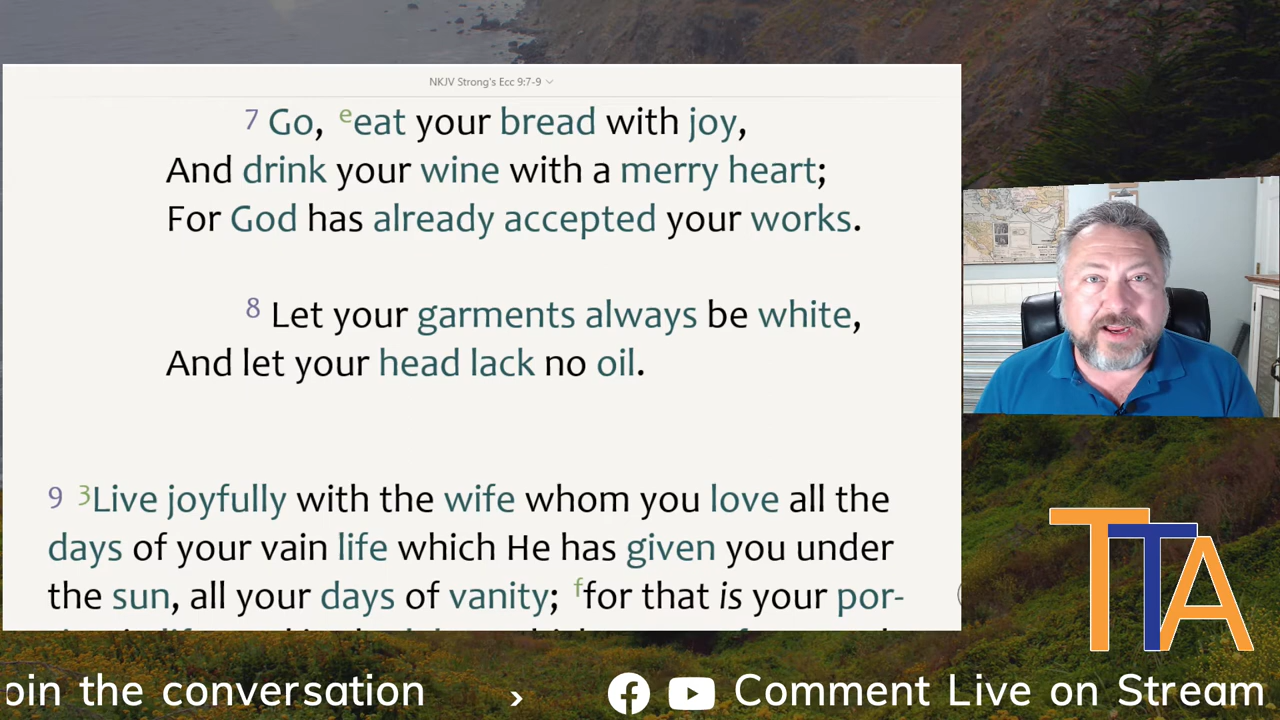 NKJV Strong's Ecc 9:7-9
7 Go, eeat your bread with joy,
And drink your wine with a merry heart;
For God has already accepted your works.
8 Let your garments always be white,
And let your head lack no oil.
9 3Live joyfully with the wife whom you love all the
days of your vain life which He has given you under
the sun, all your days of vanity; ffor that is your por-
TTA
oin the conversation › Comment Live on Stream